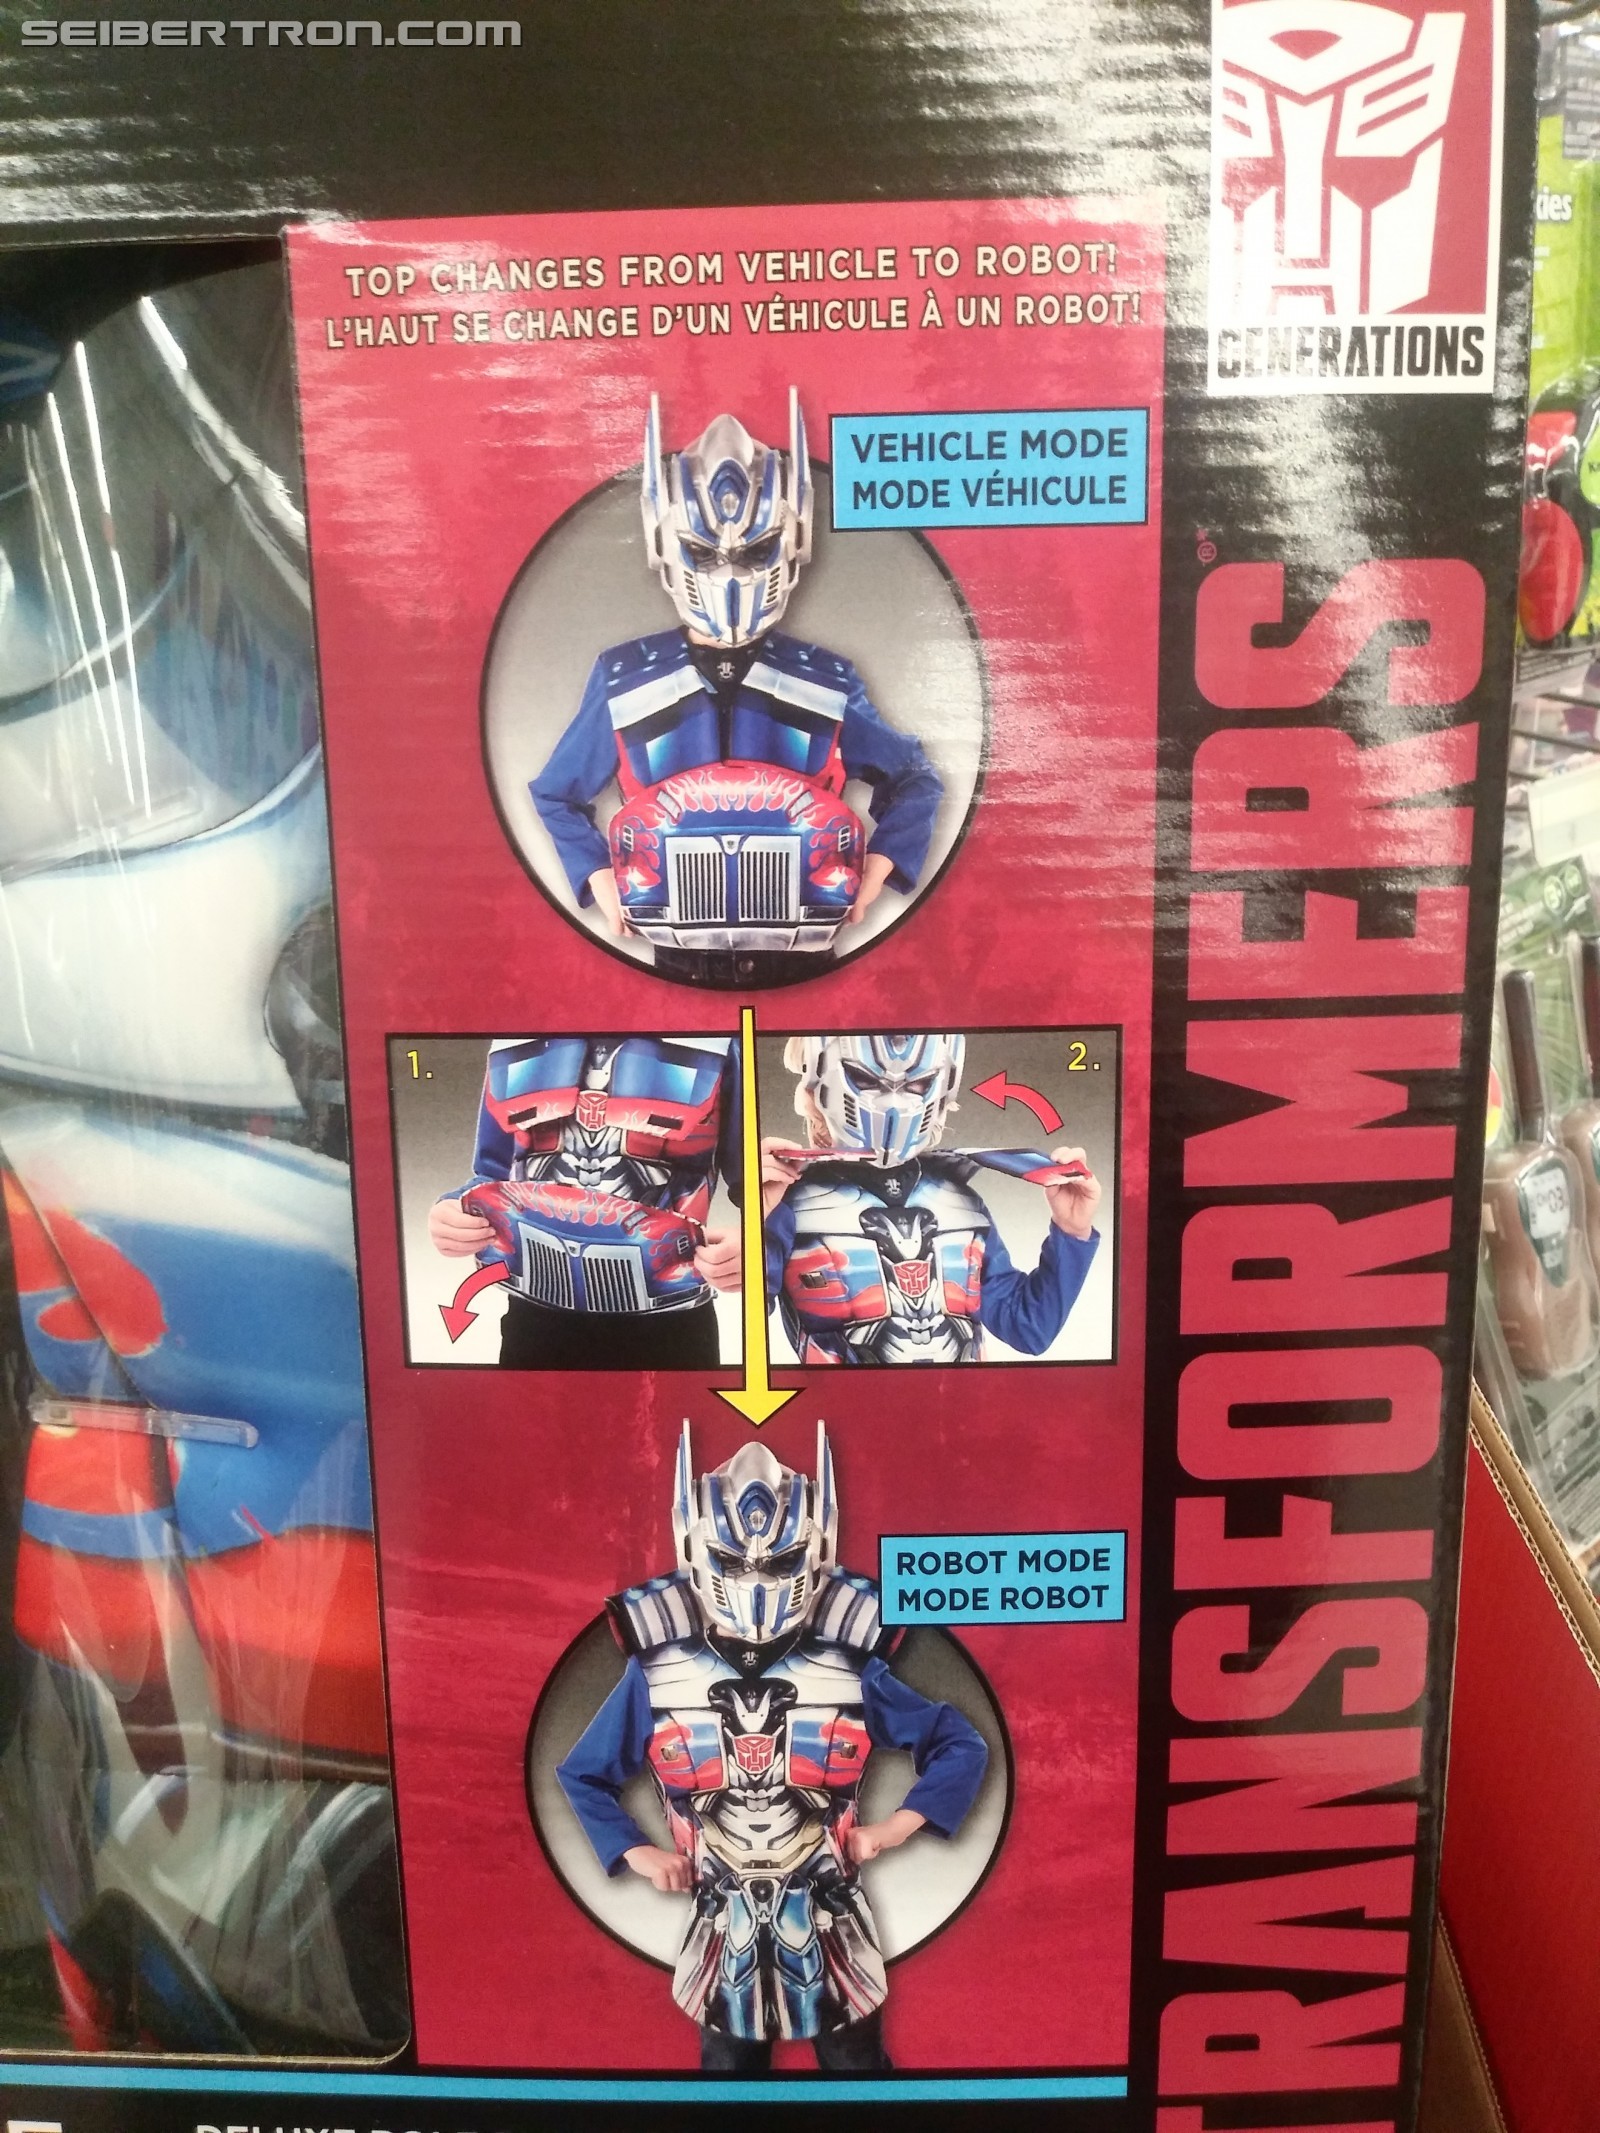 SEIBERTRON.COM
TOP CHANGES FROM VEHICLE TO ROBOT!
L'HAUT SE CHANGE D'UN VÉHICULE À UN ROBOT!
GENERATIONS
VEHICLE MODE
MODE VÉHICULE
1.
2.
ROBOT MODE
MODE ROBOT
TRANSFORMERS®
DELUXE